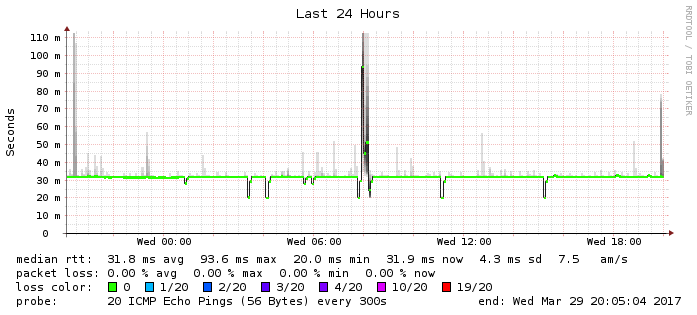 Last 24 Hours
RRDTOOL / TOBI OETIKER
Seconds
110 m
100 m
90 m
80 m
70 m
60 m
50 m
40 m
30 m
20 m
10 m
0
Wed 00:00 Wed 06:00 Wed 12:00 Wed 18:00
median rtt: 31.8 ms avg 93.6 ms max 20.0 ms min 31.9 ms now 4.3 ms sd 7.5 am/s
packet loss: 0.00 % avg 0.00 % max 0.00 % min 0.00 % now
loss color: 0 1/20 2/20 3/20 4/20 10/20 19/20
probe: 20 ICMP Echo Pings (56 Bytes) every 300s end: Wed Mar 29 20:05:04 2017